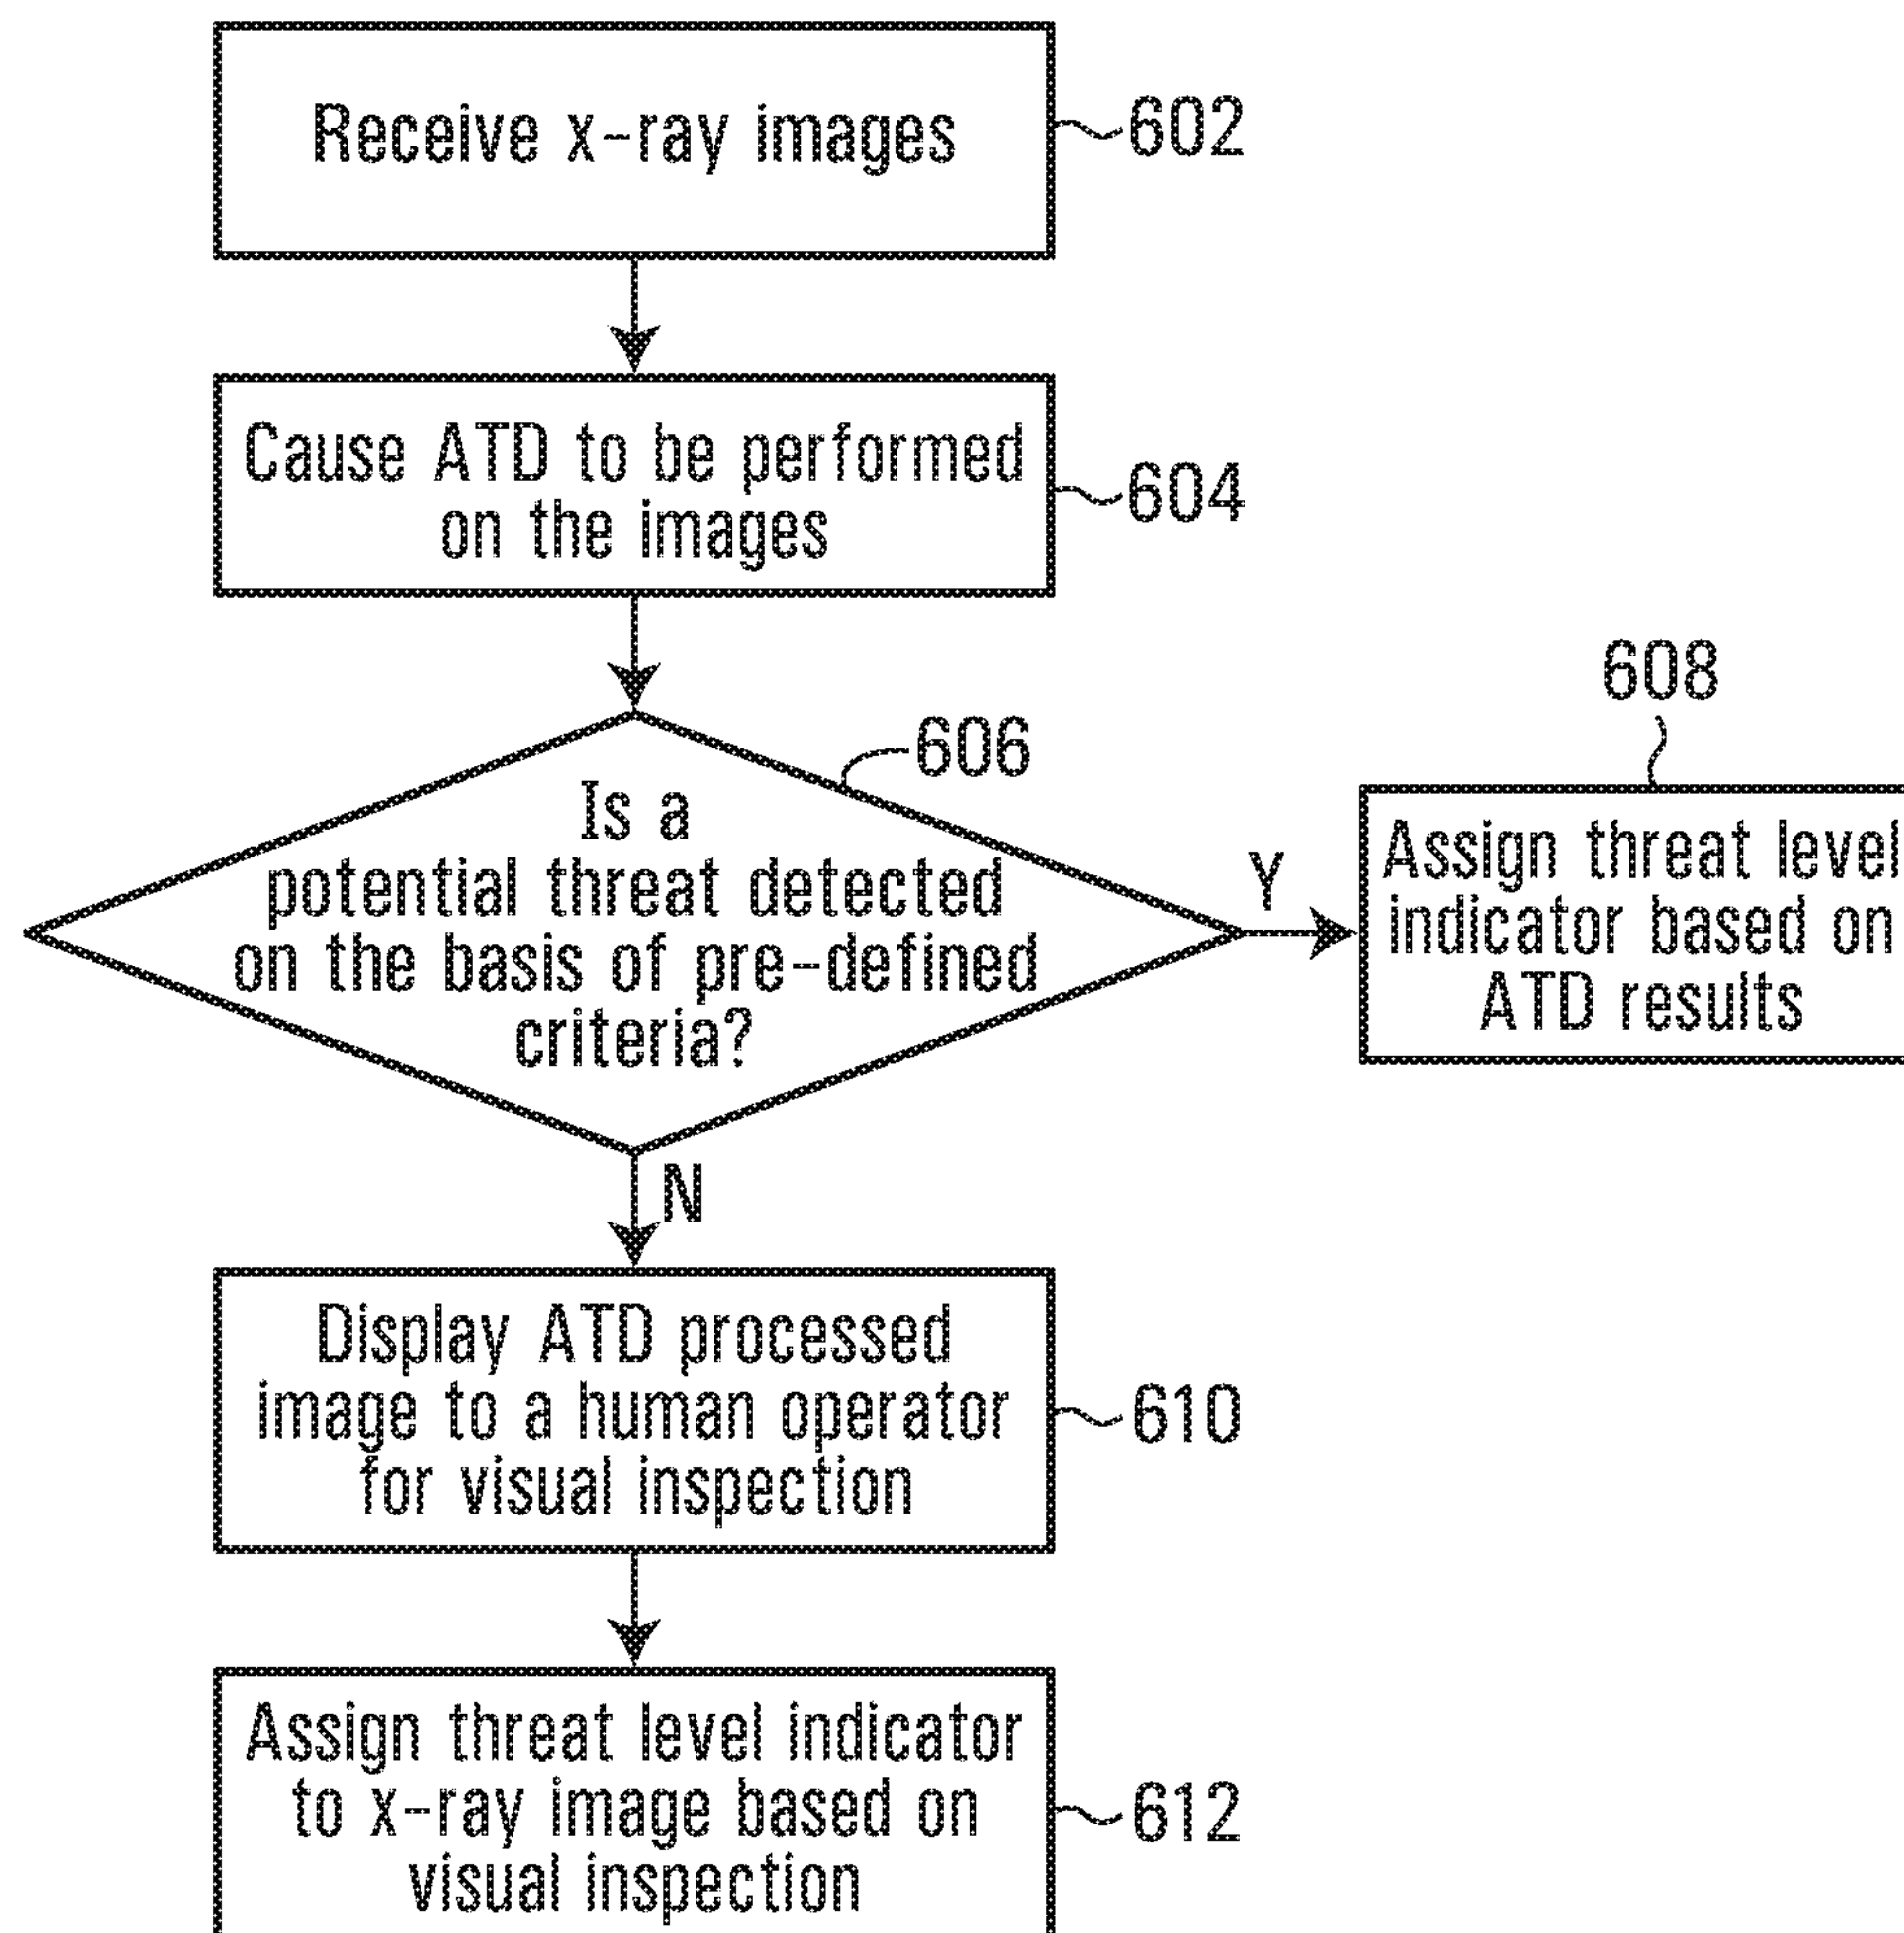 Receive x-ray images
602
Cause ATD to be performed
on the images
604
606
Is a
potential threat detected
on the basis of pre-defined
criteria?
Y
608
Assign threat level
indicator based on
ATD results
N
Display ATD processed
image to a human operator
for visual inspection
610
Assign threat level indicator
to x-ray image based on
visual inspection
612